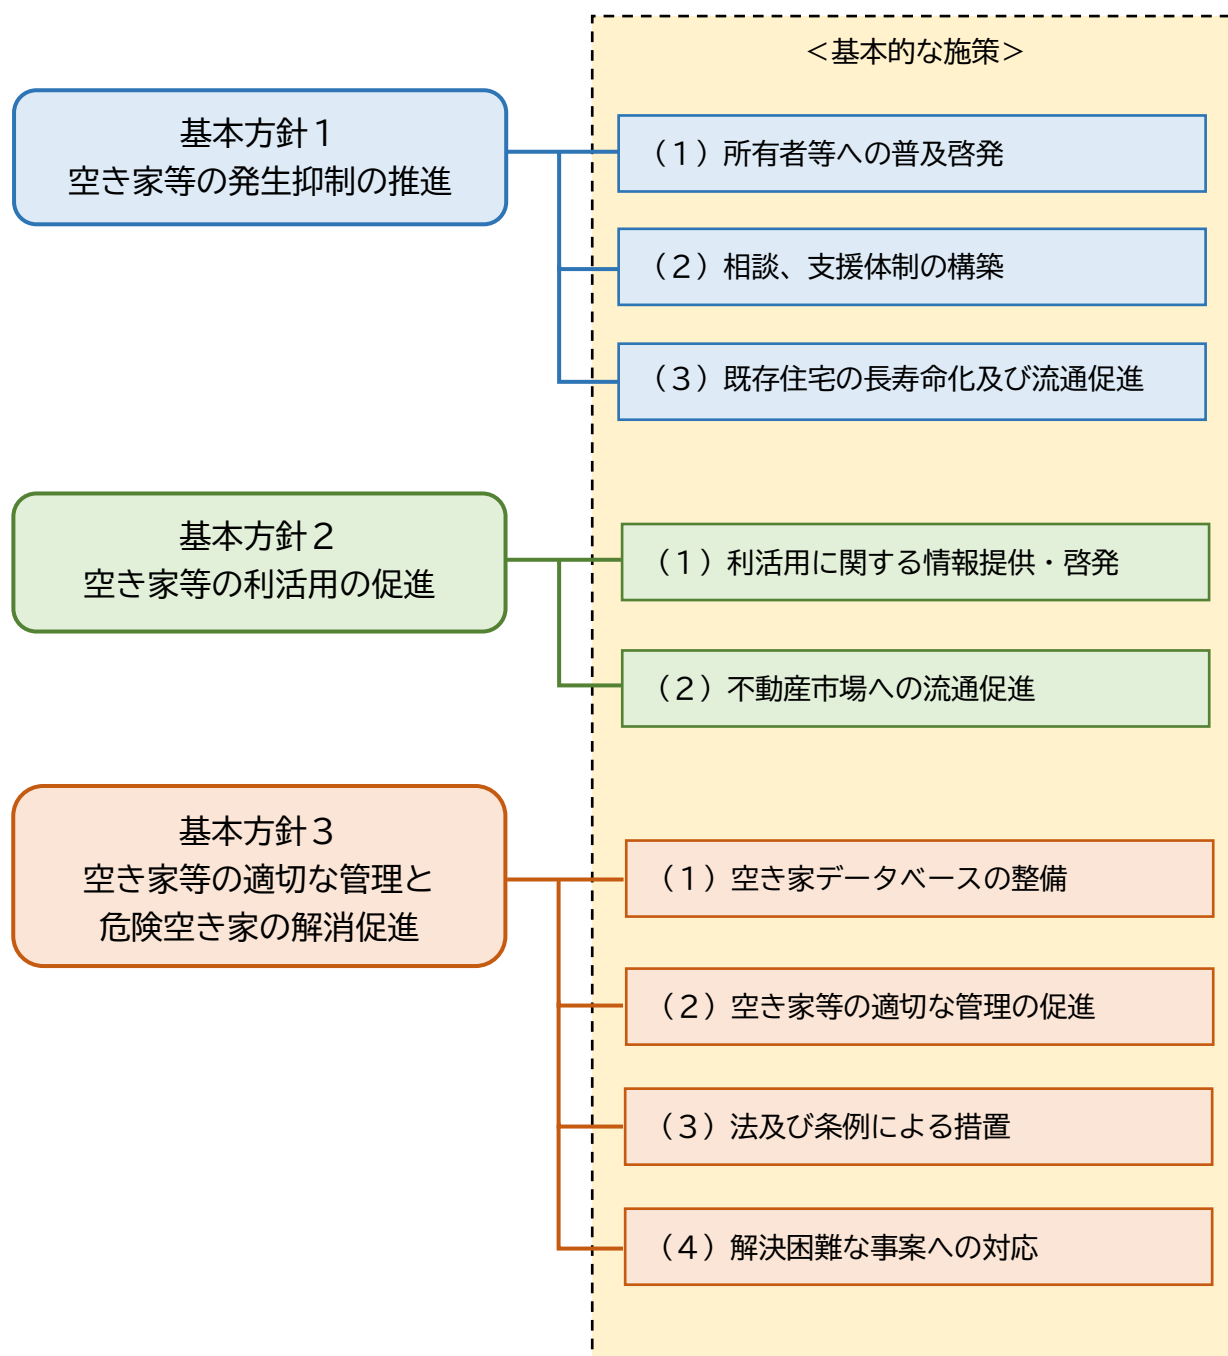 ＜基本的な施策＞
基本方針１
空き家等の発生抑制の推進
（１）所有者等への普及啓発
（２）相談、支援体制の構築
（３）既存住宅の長寿命化及び流通促進
基本方針２
空き家等の利活用の促進
（１）利活用に関する情報提供・啓発
（２）不動産市場への流通促進
基本方針３
空き家等の適切な管理と
危険空き家の解消促進
（１）空き家データベースの整備
（２）空き家等の適切な管理の促進
（３）法及び条例による措置
（４）解決困難な事案への対応